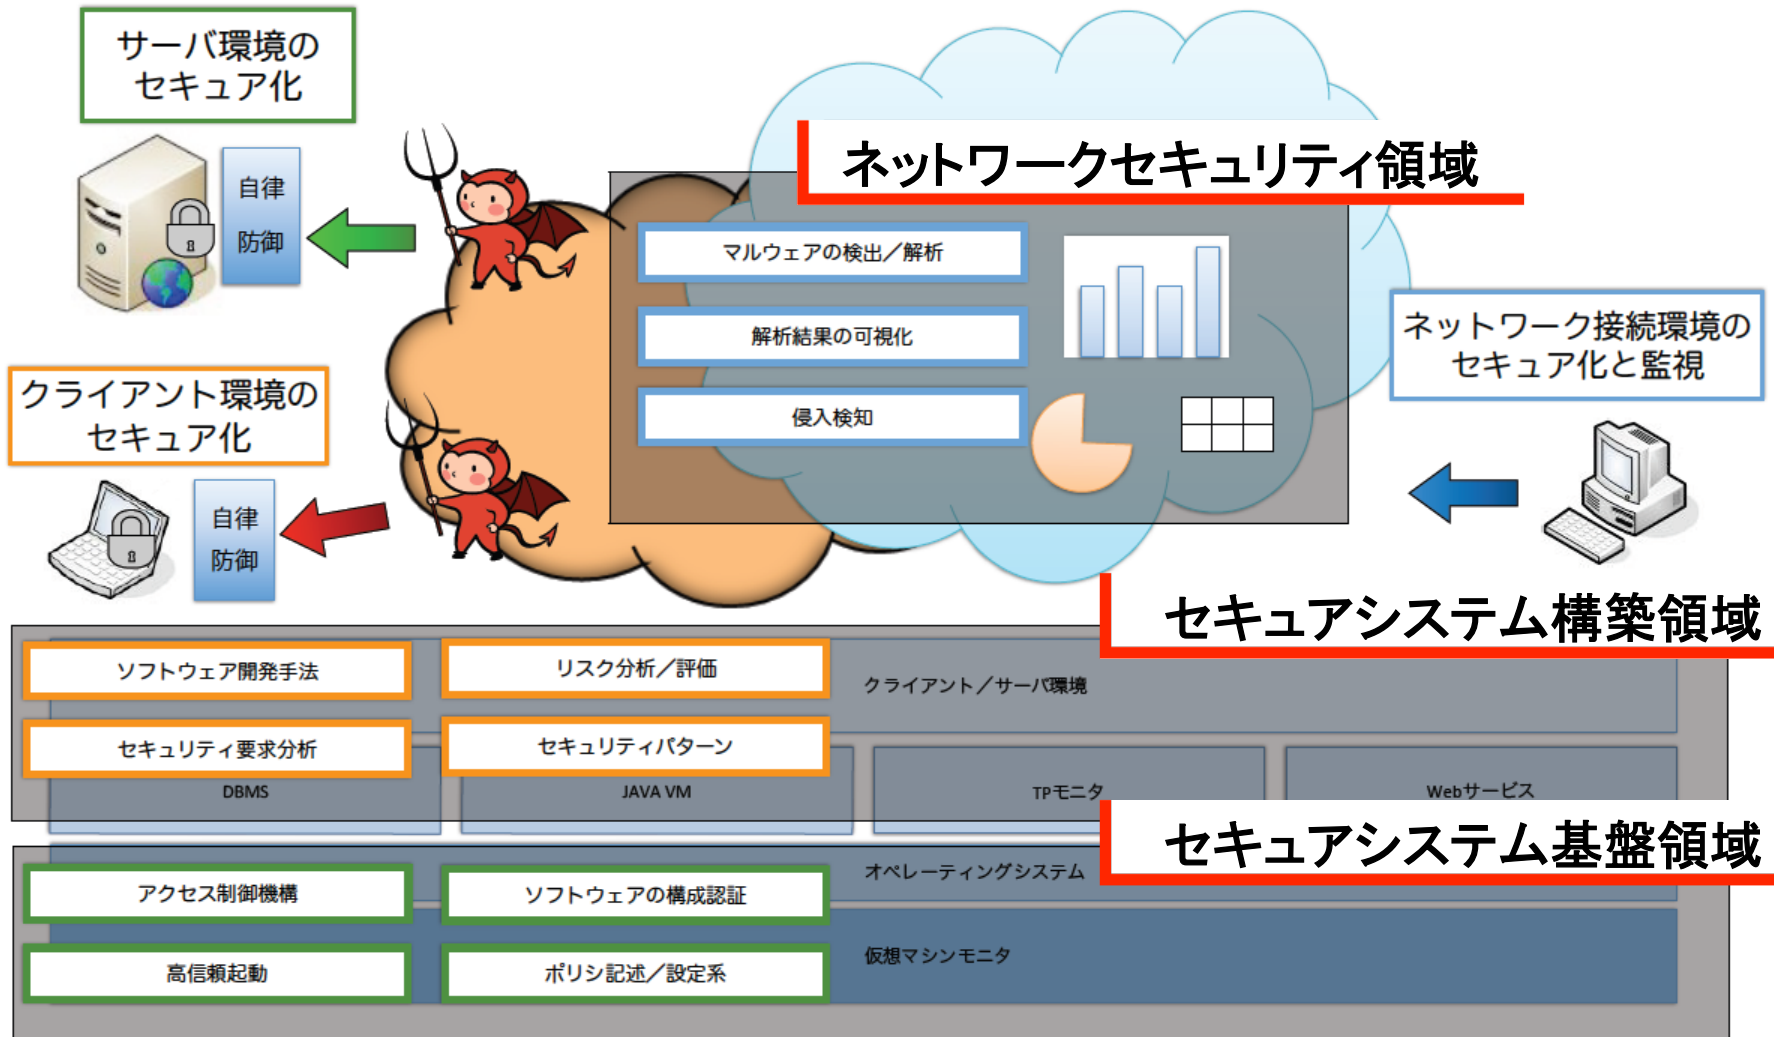 サーバ環境の
セキュア化
自律
防御
ネットワークセキュリティ領域
マルウェアの検出／解析
解析結果の可視化
侵入検知
ネットワーク接続環境の
セキュア化と監視
クライアント環境の
セキュア化
自律
防御
セキュアシステム構築領域
ソフトウェア開発手法
リスク分析／評価
クライアント／サーバ環境
セキュリティ要求分析
セキュリティパターン
DBMS
JAVA VM
TPモニタ
Webサービス
セキュアシステム基盤領域
アクセス制御機構
ソフトウェアの構成認証
オペレーティングシステム
高信頼起動
ポリシ記述／設定系
仮想マシンモニタ